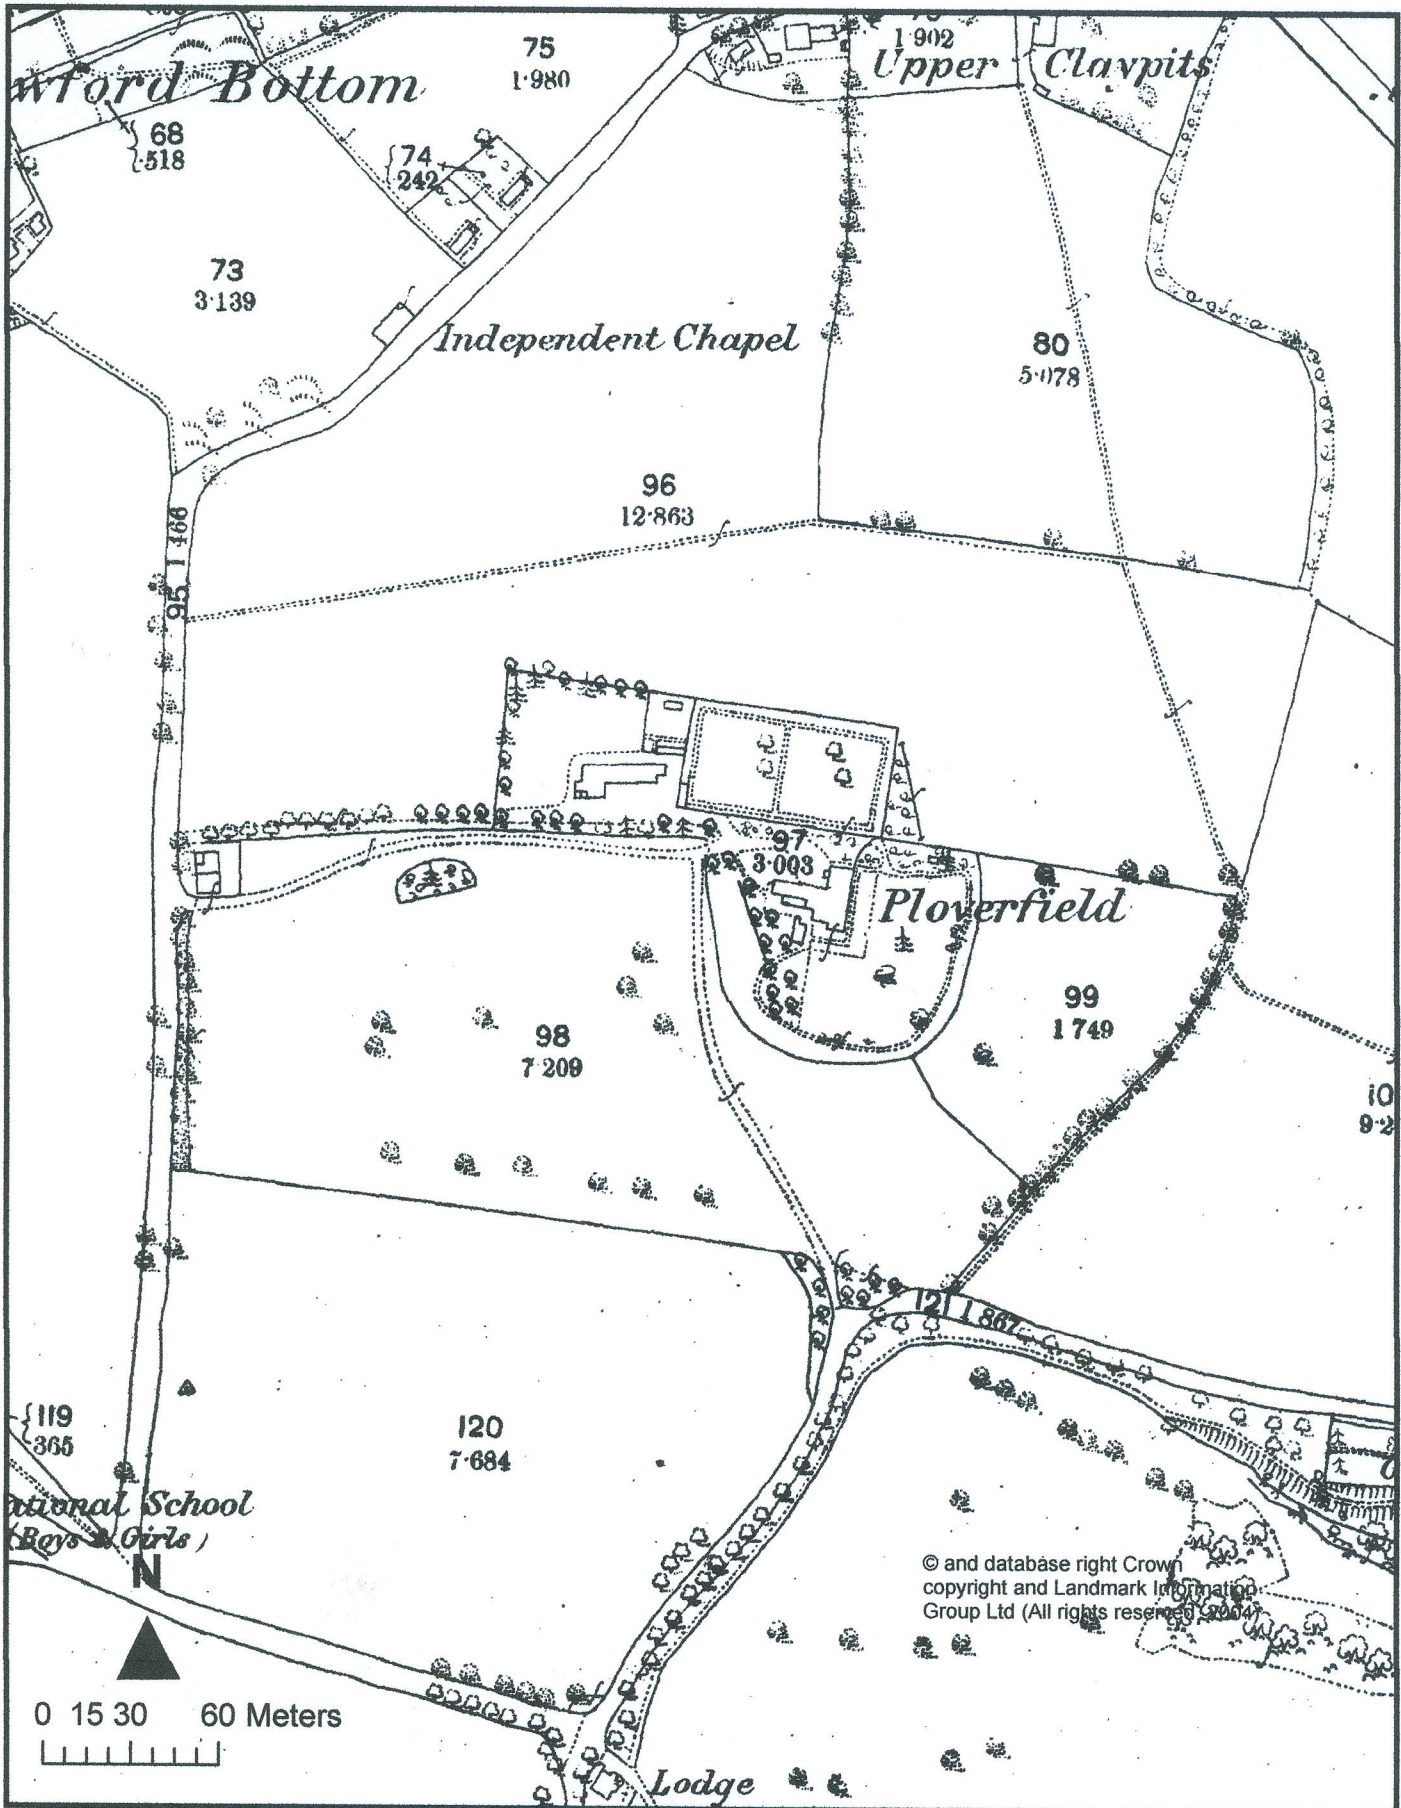 75
1·980
1·902
Upper Claypits
wford Bottom
68
·518
74
·242
73
3·139
Independent Chapel
80
5·078
96
12·863
95 1·466
97
3·003
Ploverfield
99
1·749
98
7·209
10
9·2
121 1·867
119
·365
120
7·684
ational School
(Boys & Girls)
N
0 15 30 60 Meters
© and database right Crown
copyright and Landmark Information
Group Ltd (All rights reserved 2004)
Lodge